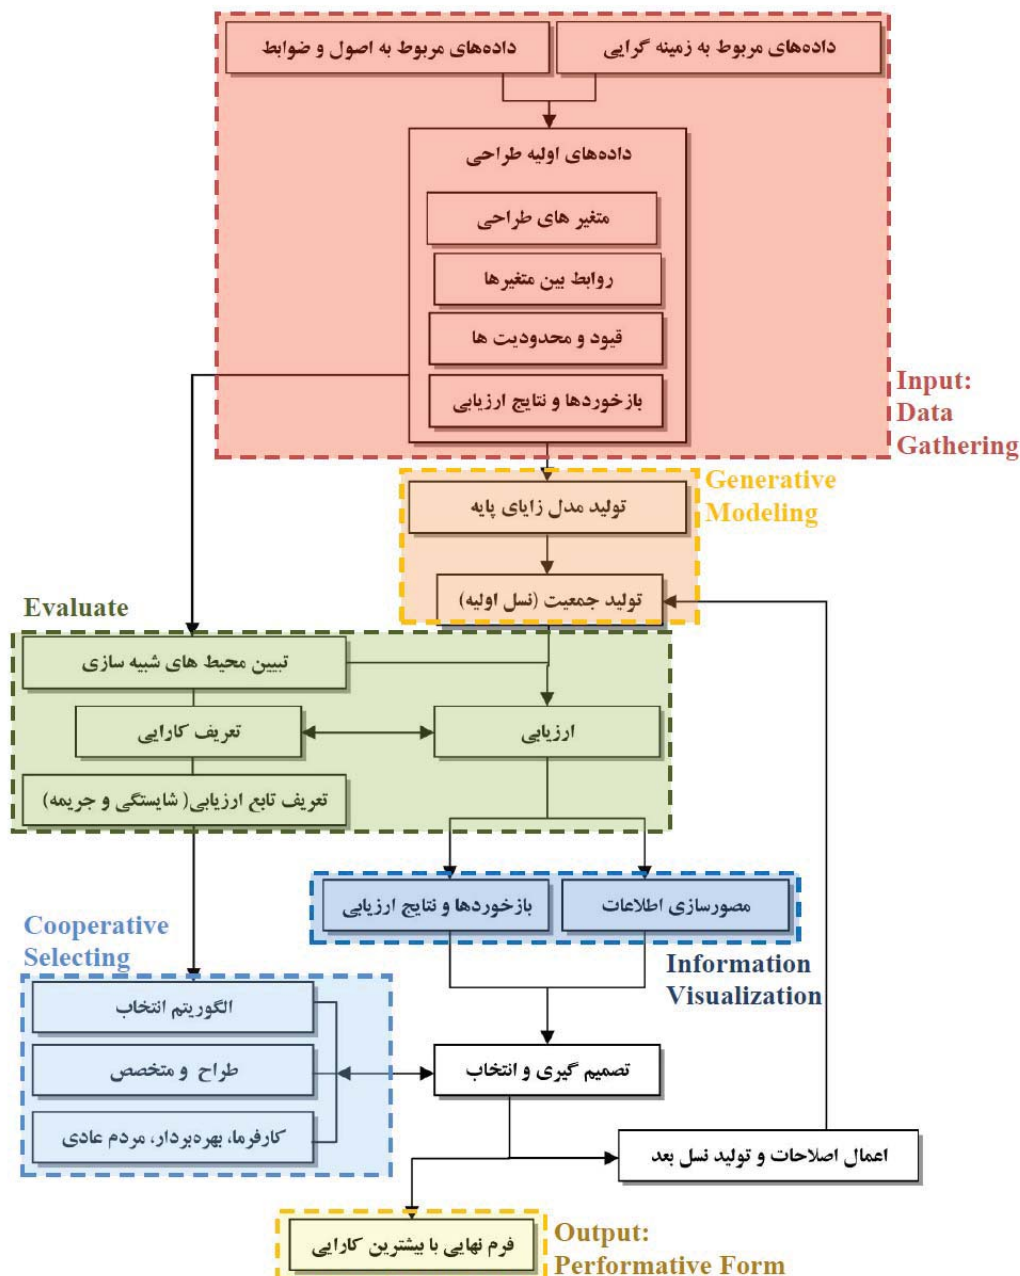 داده‌های مربوط به زمینه گرایی
داده‌های مربوط به اصول و ضوابط
داده‌های اولیه طراحی
متغیر های طراحی
روابط بین متغیرها
قیود و محدودیت ها
بازخوردها و نتایج ارزیابی
Input:
Data
Gathering
Generative
Modeling
تولید مدل زایای پایه
تولید جمعیت (نسل اولیه)
Evaluate
تبیین محیط های شبیه سازی
تعریف کارایی
ارزیابی
تعریف تابع ارزیابی( شایستگی و جریمه)
مصورسازی اطلاعات
بازخوردها و نتایج ارزیابی
Information
Visualization
Cooperative
Selecting
الگوریتم انتخاب
طراح و متخصص
کارفرما، بهره‌بردار، مردم عادی
تصمیم گیری و انتخاب
اعمال اصلاحات و تولید نسل بعد
فرم نهایی با بیشترین کارایی
Output:
Performative Form